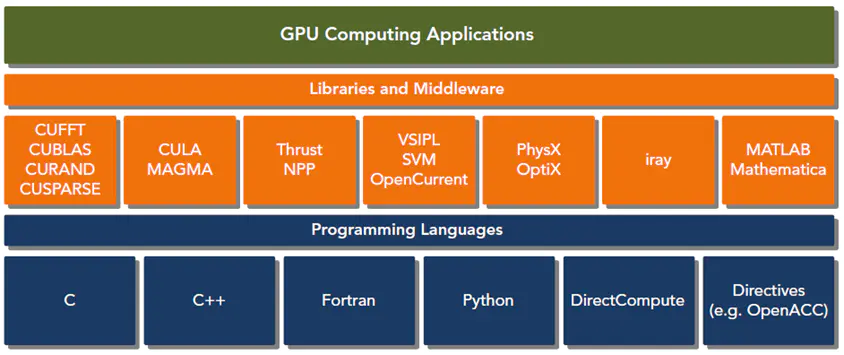 GPU Computing Applications
Libraries and Middleware
CUFFT
CUBLAS
CURAND
CUSPARSE
CULA
MAGMA
Thrust
NPP
VSIPL
SVM
OpenCurrent
PhysX
OptiX
iray
MATLAB
Mathematica
Programming Languages
C
C++
Fortran
Python
DirectCompute
Directives
(e.g. OpenACC)